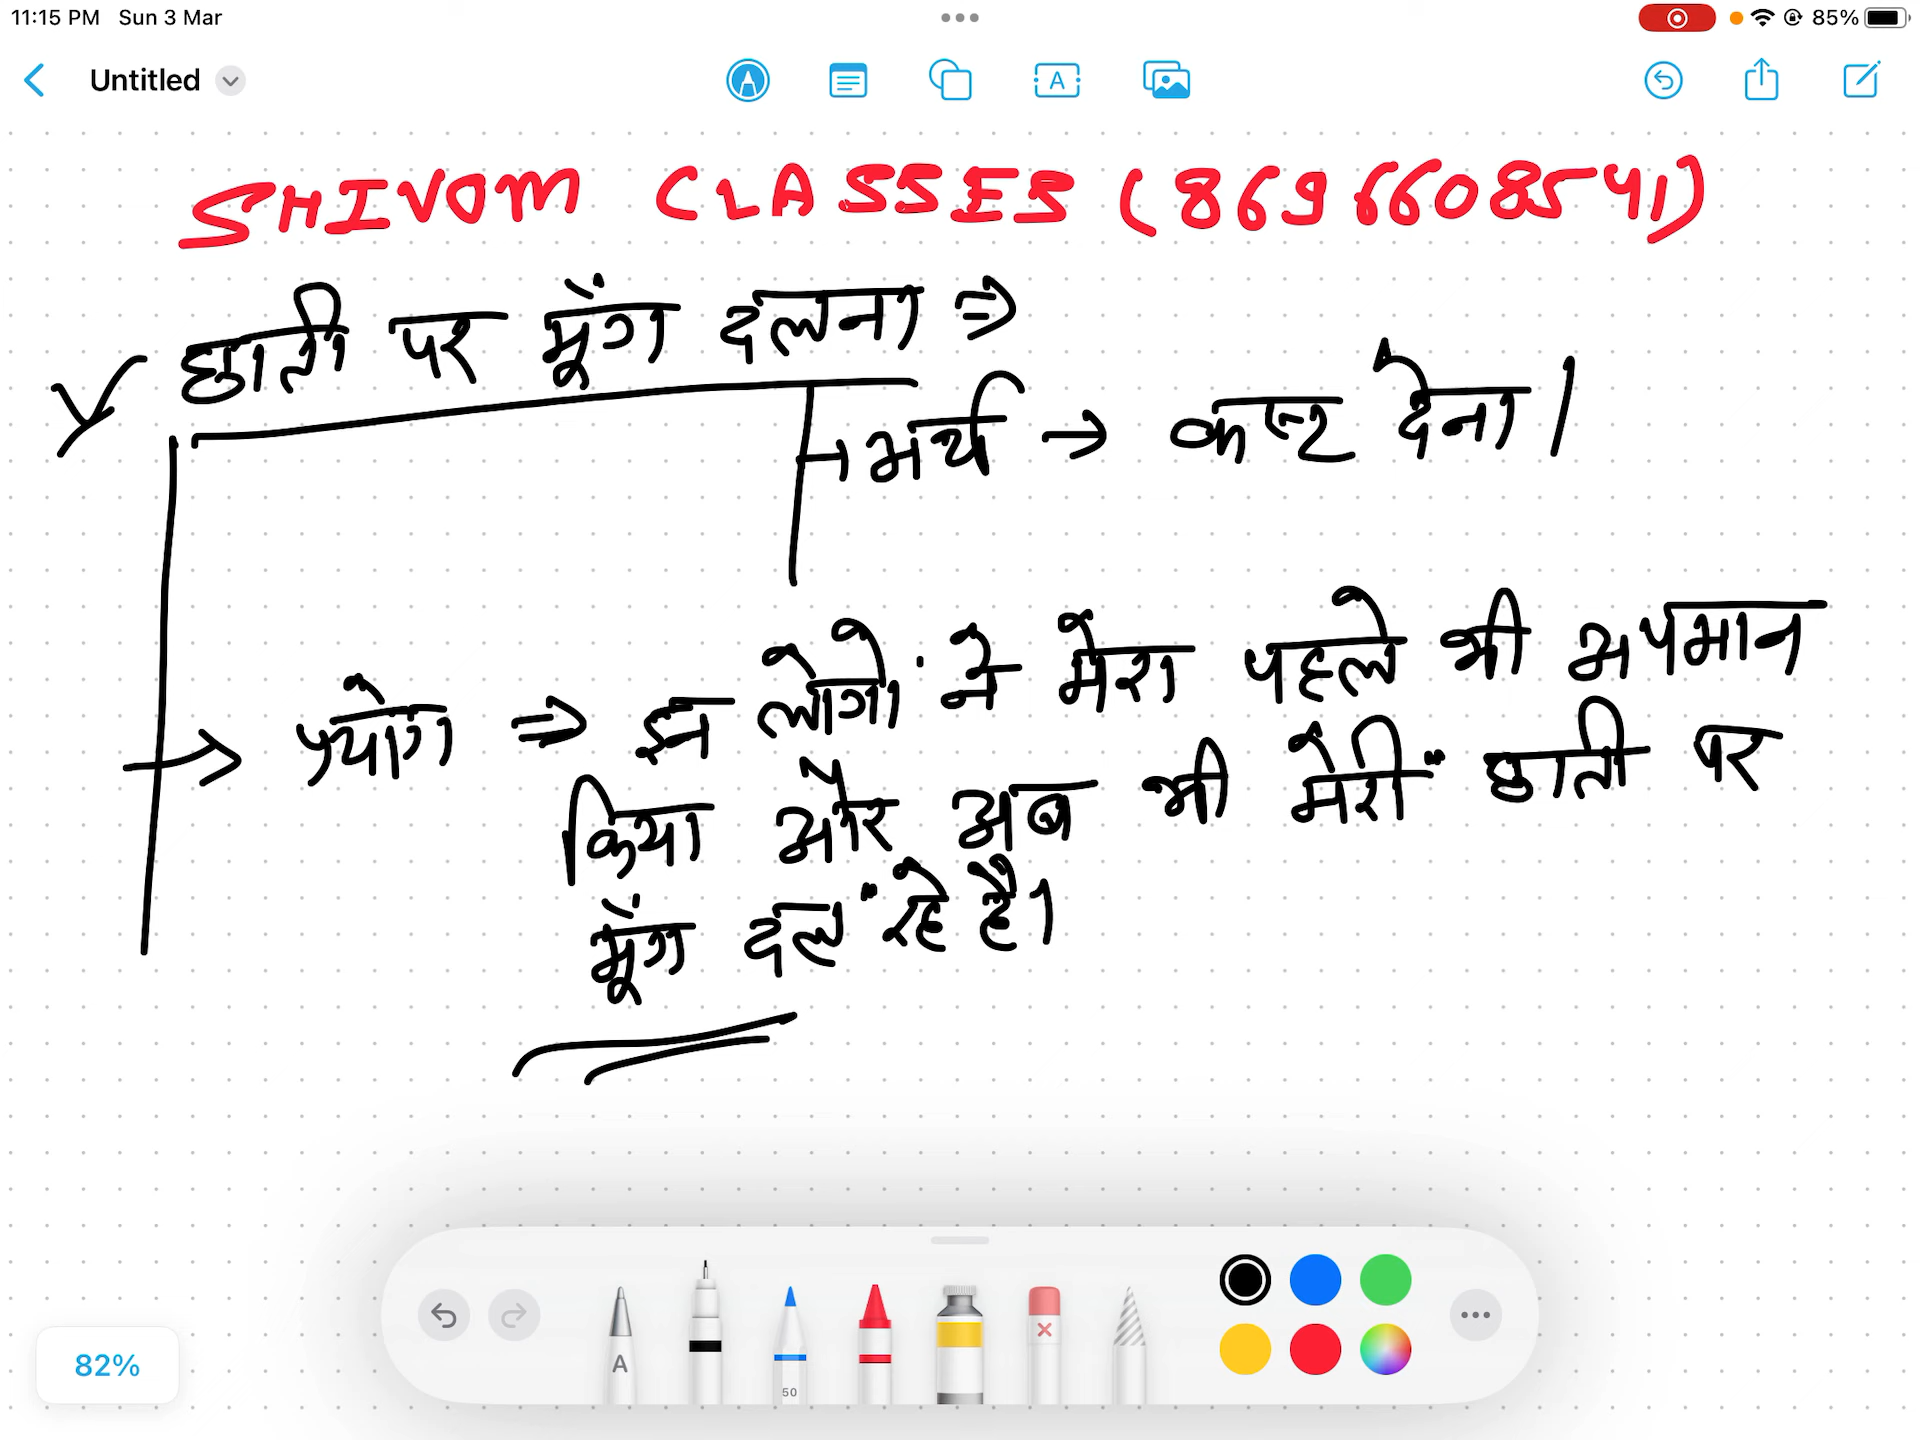 11:15 PM Sun 3 Mar
85%
Untitled
SHIVOM CLASSES (8696608541)
छाती पर मूँग दलना ⇒
→ अर्थ → कष्ट देना।
→ प्रयोग ⇒ इन लोगों ने मेरा पहले भी अपमान
किया और अब भी मेरी "छाती पर
मूँग दल" रहे है।
82%
A
50